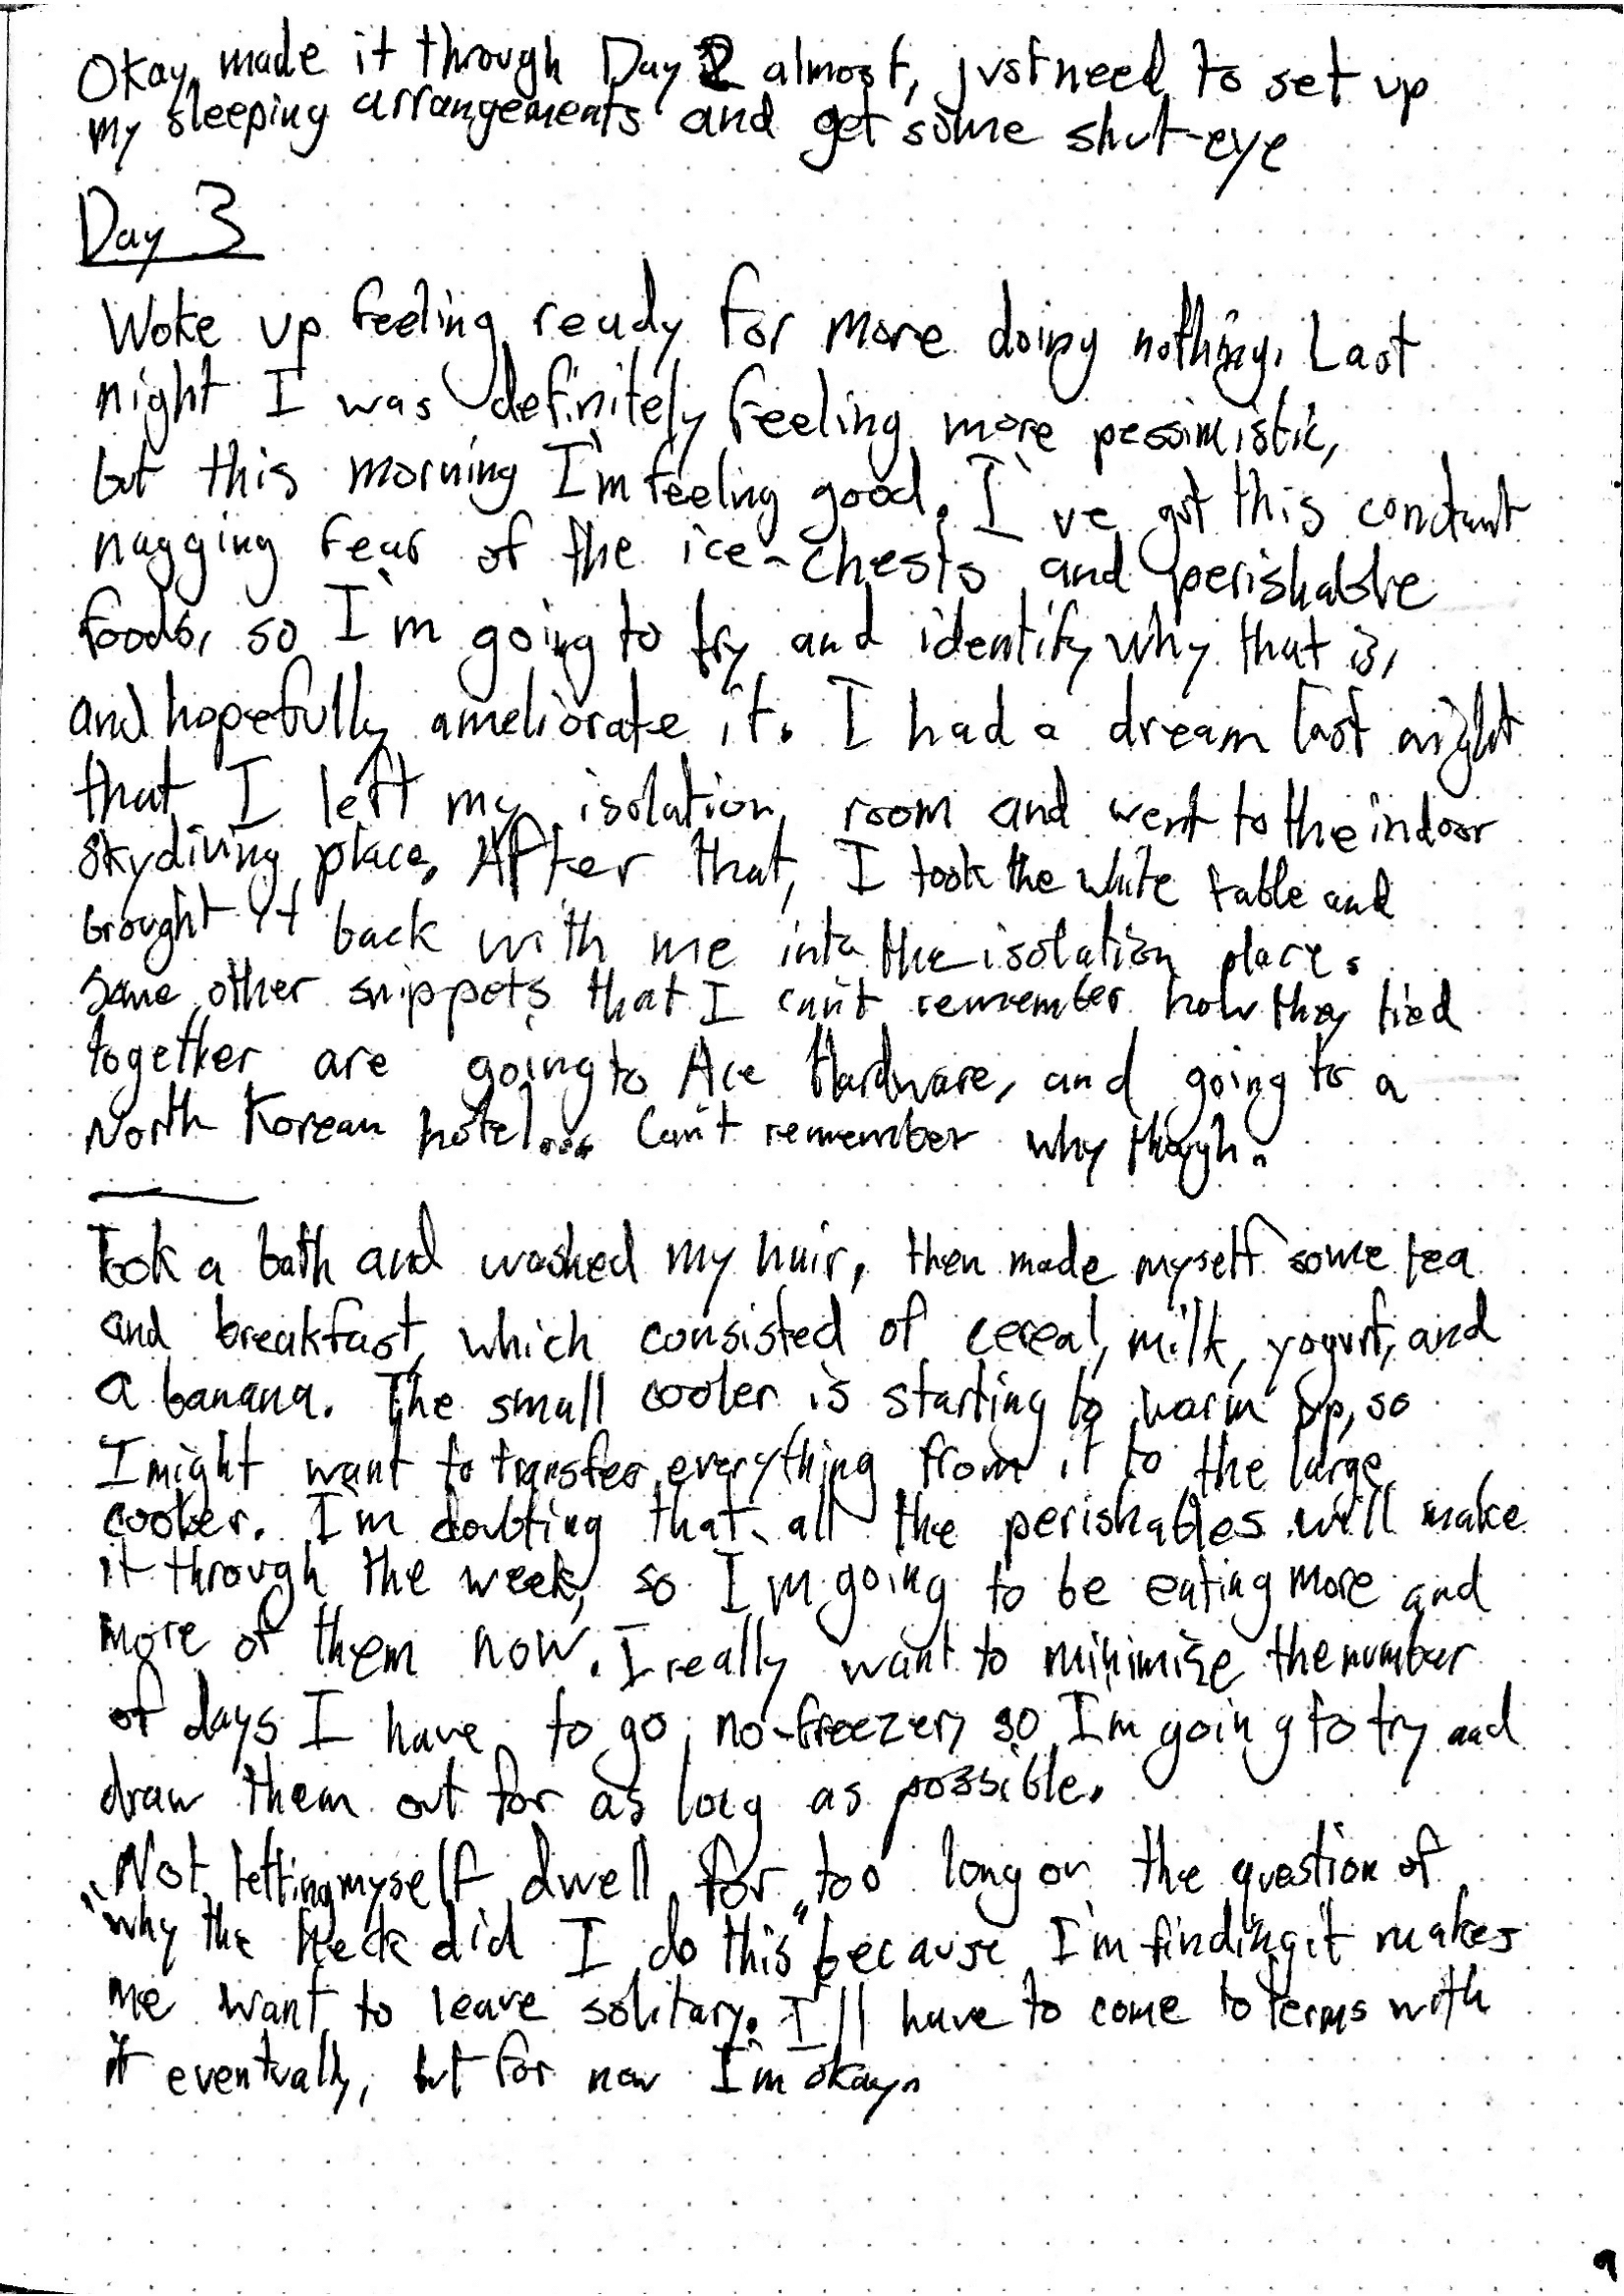 Okay, made it through Day 2 almost, just need to set up
my sleeping arrangements and get some shut-eye
Day 3
Woke up feeling ready for more doing nothing. Last
night I was definitely feeling more pessimistic,
but this morning I'm feeling good. I've got this constant
nagging fear of the ice-chests and perishable
foods, so I'm going to try and identify why that is,
and hopefully ameliorate it. I had a dream last night
that I left my isolation room and went to the indoor
skydiving place. After that, I took the white table and
brought it back with me into the isolation place.
Some other snippets that I can't remember how they tied
together are going to Ace Hardware, and going to a
North Korean hotel... Can't remember why though.
Took a bath and washed my hair, then made myself some tea
and breakfast, which consisted of cereal, milk, yogurt, and
a banana. The small cooler is starting to warm up, so
I might want to transfer everything from it to the large
cooler. I'm doubting that all the perishables will make
it through the week, so I'm going to be eating more and
more of them now. I really want to minimize the number
of days I have to go no-freezer, so I'm going to try and
draw them out for as long as possible.
Not letting myself dwell for too long on the question of
"why the heck did I do this" because I'm finding it makes
me want to leave solitary. I'll have to come to terms with
it eventually, but for now I'm okay.
9